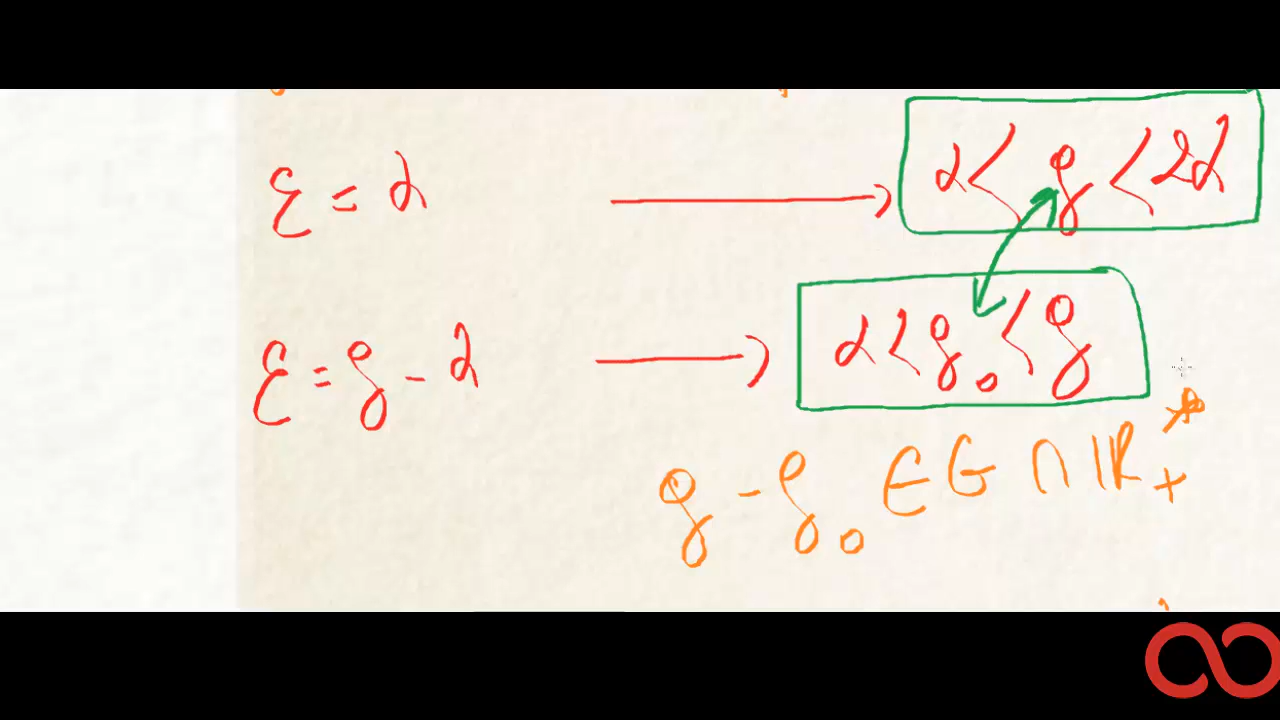 ε = α → α < g < 2α
ε = g - α → α < g₀ < g
g - g₀ ∈ G ∩ ℝ₊*